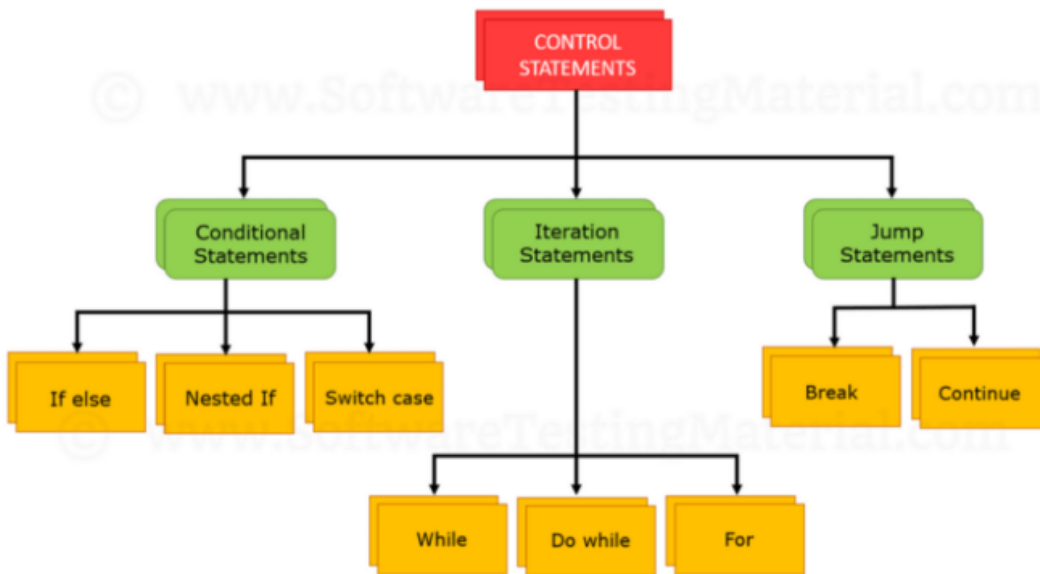 CONTROL
STATEMENTS
© www.SoftwareTestingMaterial.com
Conditional
Statements
Iteration
Statements
Jump
Statements
If else
Nested If
Switch case
Break
Continue
© www.SoftwareTestingMaterial.com
While
Do while
For